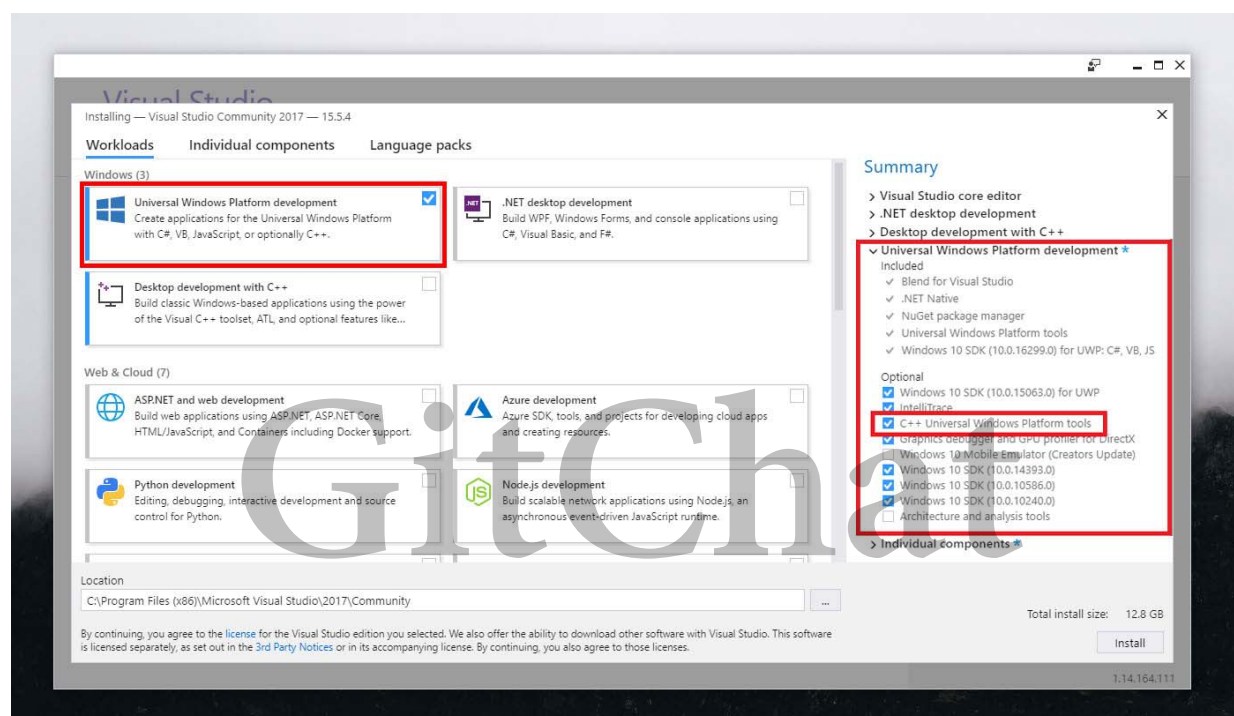 Visual Studio
Installing — Visual Studio Community 2017 — 15.5.4
Workloads Individual components Language packs
Windows (3)
Universal Windows Platform development
Create applications for the Universal Windows Platform
with C#, VB, JavaScript, or optionally C++.
.NET desktop development
Build WPF, Windows Forms, and console applications using
C#, Visual Basic, and F#.
Desktop development with C++
Build classic Windows-based applications using the power
of the Visual C++ toolset, ATL, and optional features like...
Web & Cloud (7)
ASP.NET and web development
Build web applications using ASP.NET, ASP.NET Core,
HTML/JavaScript, and Containers including Docker support.
Azure development
Azure SDK, tools, and projects for developing cloud apps
and creating resources.
Python development
Editing, debugging, interactive development and source
control for Python.
Node.js development
Build scalable network applications using Node.js, an
asynchronous event-driven JavaScript runtime.
Location
C:\Program Files (x86)\Microsoft Visual Studio\2017\Community
...
By continuing, you agree to the license for the Visual Studio edition you selected. We also offer the ability to download other software with Visual Studio. This software
is licensed separately, as set out in the 3rd Party Notices or in its accompanying license. By continuing, you also agree to those licenses.
Summary
Visual Studio core editor
.NET desktop development
Desktop development with C++
Universal Windows Platform development *
Included
Blend for Visual Studio
.NET Native
NuGet package manager
Universal Windows Platform tools
Windows 10 SDK (10.0.16299.0) for UWP: C#, VB, JS
Optional
Windows 10 SDK (10.0.15063.0) for UWP
IntelliTrace
C++ Universal Windows Platform tools
Graphics debugger and GPU profiler for DirectX
Windows 10 Mobile Emulator (Creators Update)
Windows 10 SDK (10.0.14393.0)
Windows 10 SDK (10.0.10586.0)
Windows 10 SDK (10.0.10240.0)
Architecture and analysis tools
Individual components *
Total install size: 12.8 GB
Install
1.14.164.111
GitChat